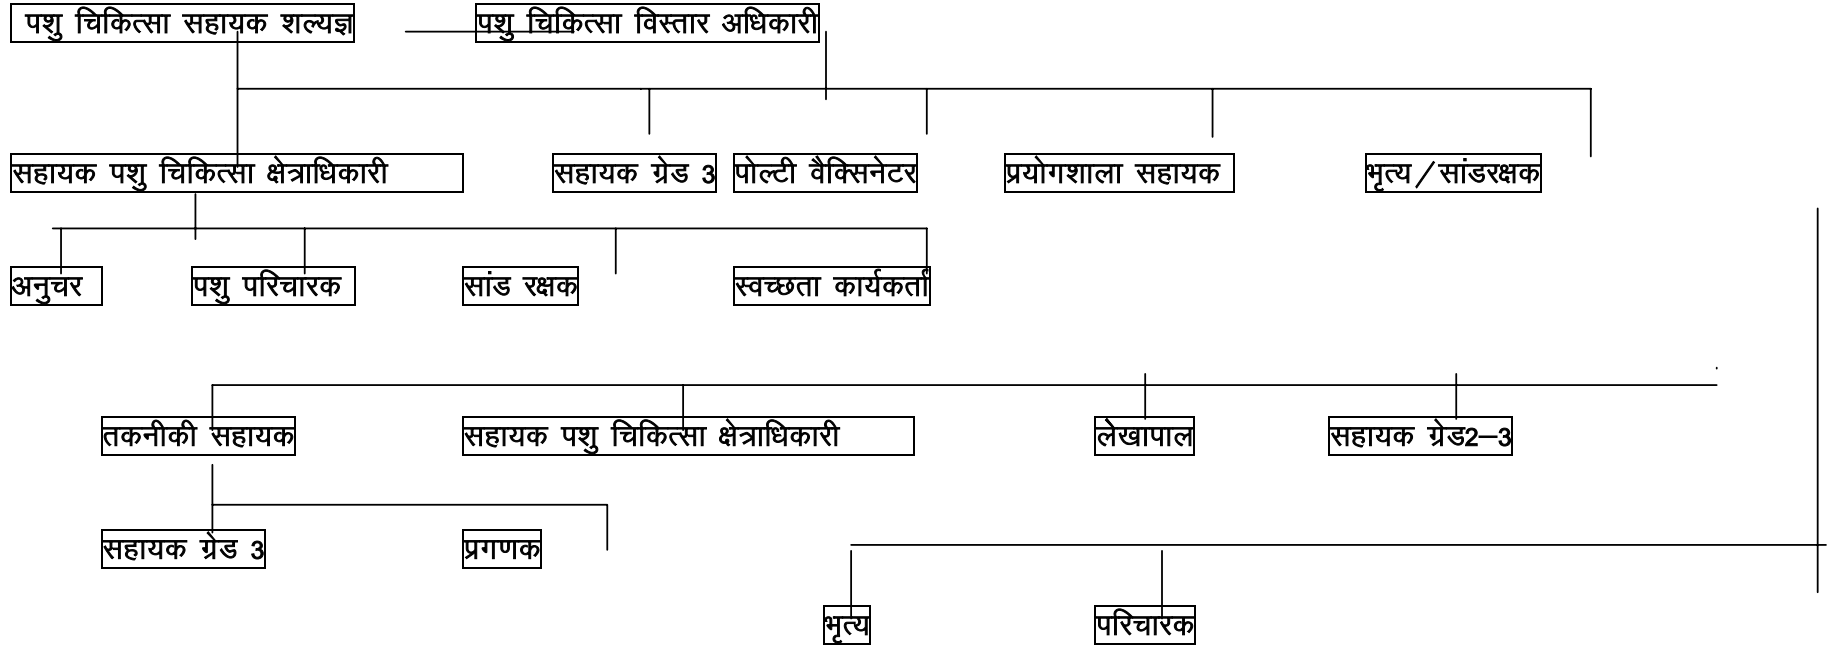 पशु चिकित्सा सहायक शल्यज्ञ पशु चिकित्सा विस्तार अधिकारी
सहायक पशु चिकित्सा क्षेत्राधिकारी सहायक ग्रेड 3 पोल्टी वैक्सिनेटर प्रयोगशाला सहायक भृत्य/सांडरक्षक
अनुचर पशु परिचारक सांड रक्षक स्वच्छता कार्यकर्ता
तकनीकी सहायक सहायक पशु चिकित्सा क्षेत्राधिकारी लेखापाल सहायक ग्रेड2–3
सहायक ग्रेड 3 प्रगणक
भृत्य परिचारक